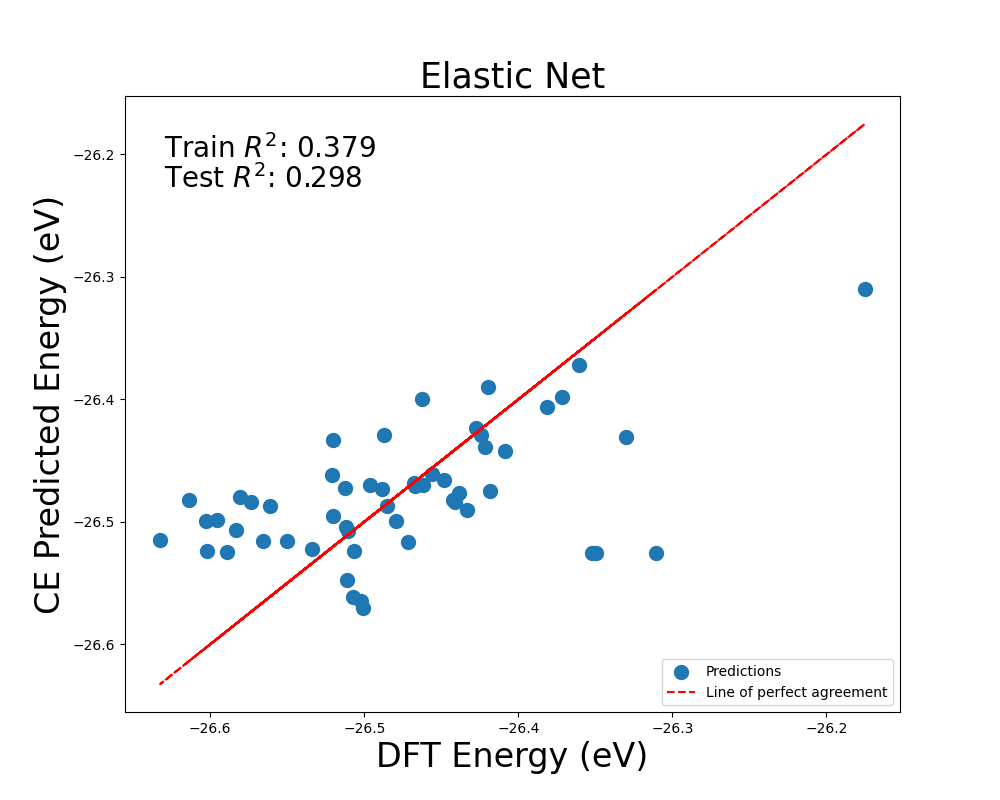 Elastic Net
Train R²: 0.379
Test R²: 0.298
CE Predicted Energy (eV)
−26.2
−26.3
−26.4
−26.5
−26.6
Predictions
Line of perfect agreement
−26.6 −26.5 −26.4 −26.3 −26.2
DFT Energy (eV)